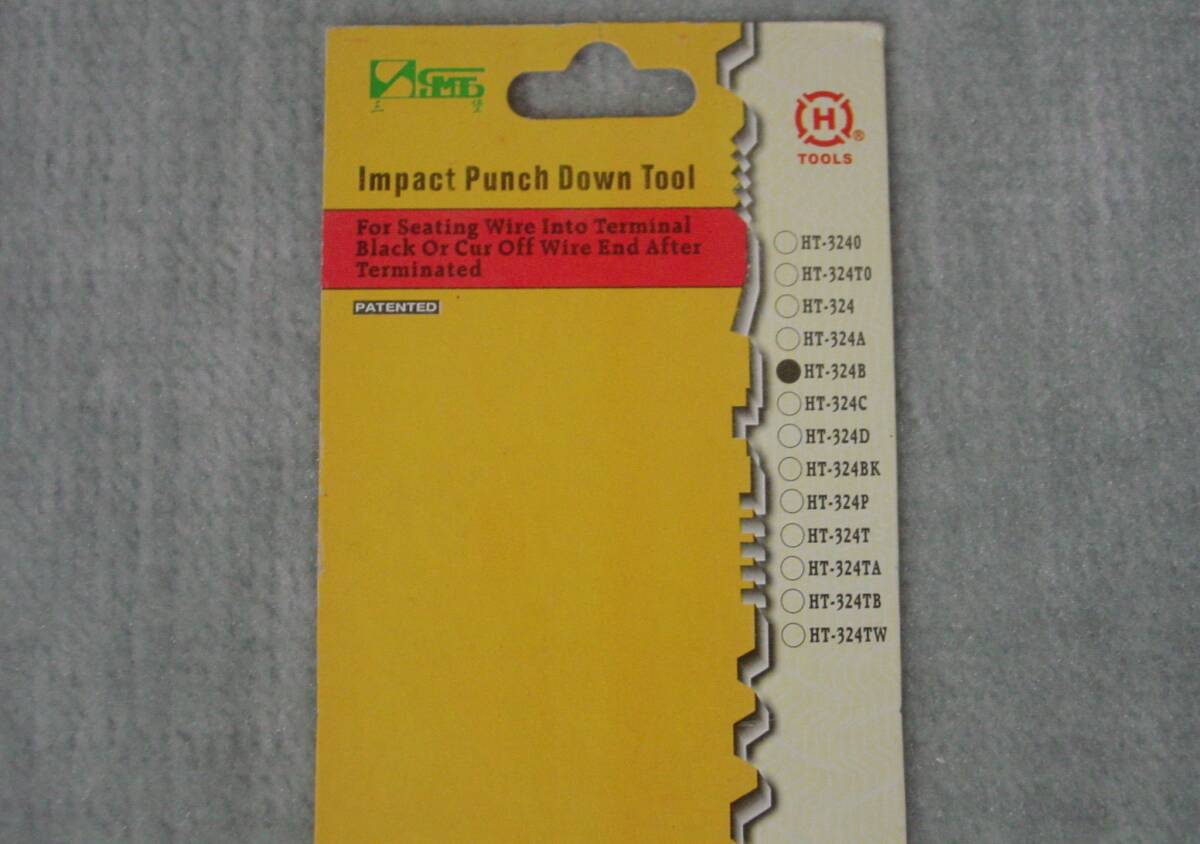 三堡
Impact Punch Down Tool
For Seating Wire Into Terminal
Black Or Cur Off Wire End After
Terminated
PATENTED
H
®
TOOLS
HT-3240
HT-324T0
HT-324
HT-324A
HT-324B
HT-324C
HT-324D
HT-324BK
HT-324P
HT-324T
HT-324TA
HT-324TB
HT-324TW